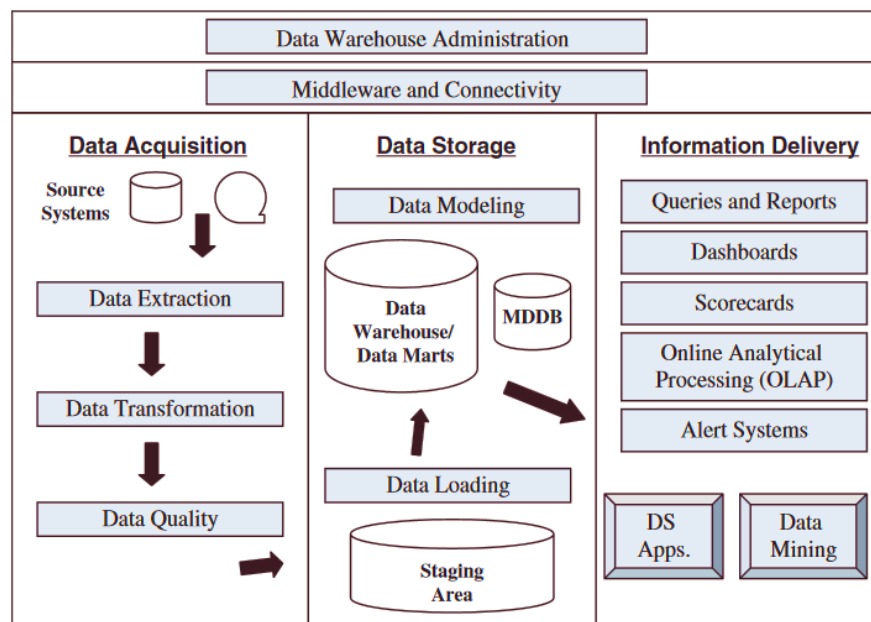 Data Warehouse Administration
Middleware and Connectivity
Data Acquisition
Source
Systems
Data Extraction
Data Transformation
Data Quality
Data Storage
Data Modeling
Data
Warehouse/
Data Marts
MDDB
Data Loading
Staging
Area
Information Delivery
Queries and Reports
Dashboards
Scorecards
Online Analytical
Processing (OLAP)
Alert Systems
DS
Apps.
Data
Mining